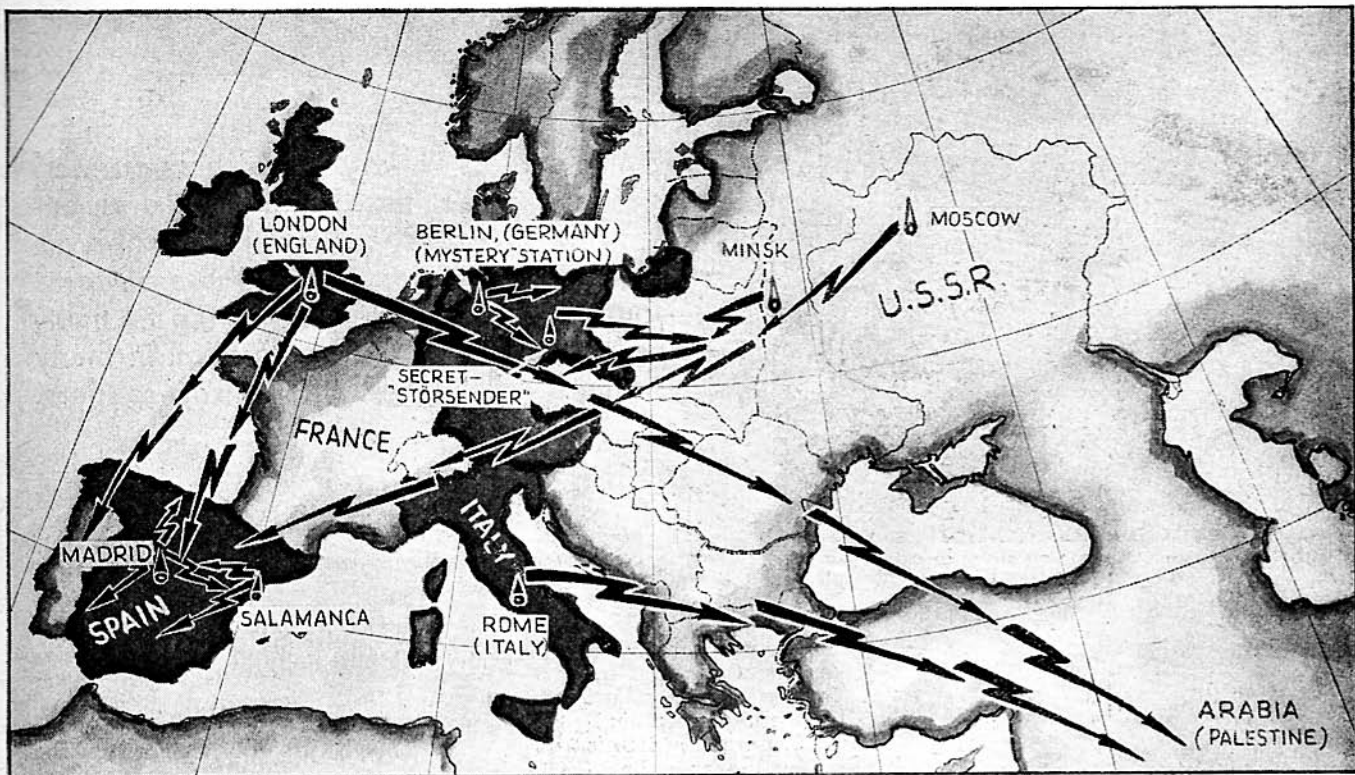 LONDON
(ENGLAND)
BERLIN, (GERMANY)
(MYSTERY STATION)
MINSK
MOSCOW
U.S.S.R.
SECRET-
"STÖRSENDER"
FRANCE
ITALY
MADRID
SPAIN
SALAMANCA
ROME
(ITALY)
ARABIA
(PALESTINE)